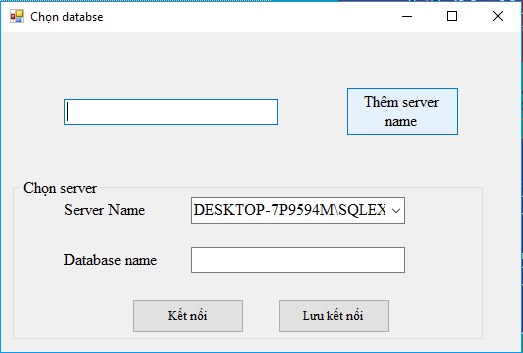 Chọn databse
Thêm server
name
Chọn server
Server Name
DESKTOP-7P9594M\SQLEX
Database name
Kết nối
Lưu kết nối